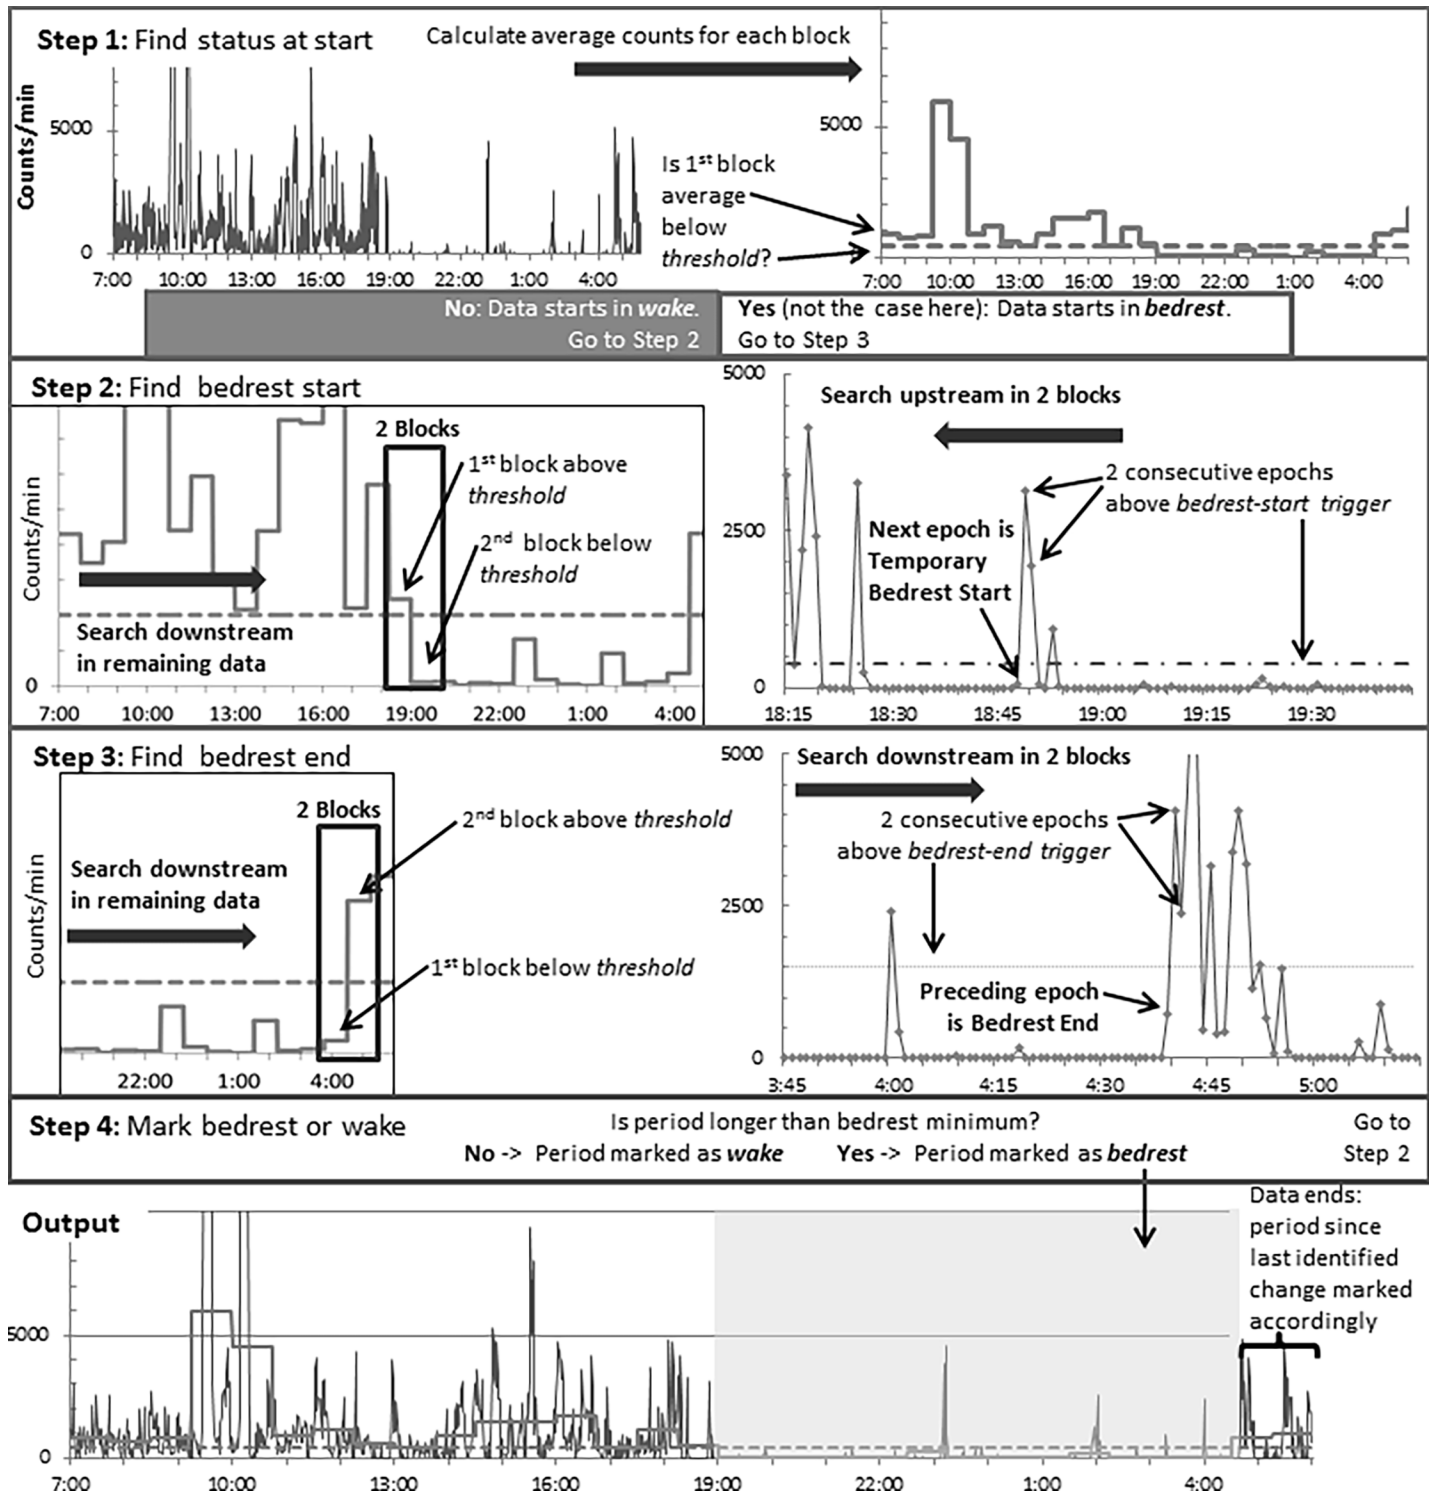 Step 1: Find status at start
Calculate average counts for each block
Counts/min
5000
0
7:00 10:00 13:00 16:00 19:00 22:00 1:00 4:00
Is 1st block
average
below
threshold?
5000
0
7:00 10:00 13:00 16:00 19:00 22:00 1:00 4:00
No: Data starts in wake.
Go to Step 2
Yes (not the case here): Data starts in bedrest.
Go to Step 3
Step 2: Find bedrest start
Counts/min
2 Blocks
1st block above
threshold
2nd block below
threshold
Search downstream
in remaining data
0
7:00 10:00 13:00 16:00 19:00 22:00 1:00 4:00
5000
Search upstream in 2 blocks
2 consecutive epochs
above bedrest-start trigger
2500
Next epoch is
Temporary
Bedrest Start
0
18:15 18:30 18:45 19:00 19:15 19:30
Step 3: Find bedrest end
Counts/min
2 Blocks
2nd block above threshold
Search downstream
in remaining data
1st block below threshold
22:00 1:00 4:00
5000
Search downstream in 2 blocks
2 consecutive epochs
above bedrest-end trigger
2500
Preceding epoch
is Bedrest End
0
3:45 4:00 4:15 4:30 4:45 5:00
Step 4: Mark bedrest or wake
Is period longer than bedrest minimum?
No -> Period marked as wake
Yes -> Period marked as bedrest
Go to
Step 2
Output
Data ends:
period since
last identified
change marked
accordingly
5000
0
7:00 10:00 13:00 16:00 19:00 22:00 1:00 4:00